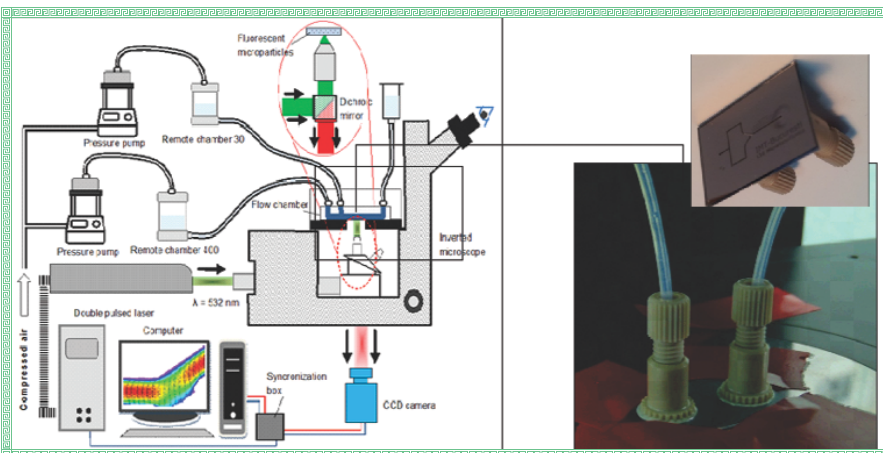 Fluorescent
microparticles
Dichroic
mirror
Pressure pump
Remote chamber 30
Flow chamber
Pressure pump
Remote chamber 400
Inverted
microscope
λ = 532 nm
Double pulsed laser
Compressed air
Computer
Syncronization
box
CCD camera